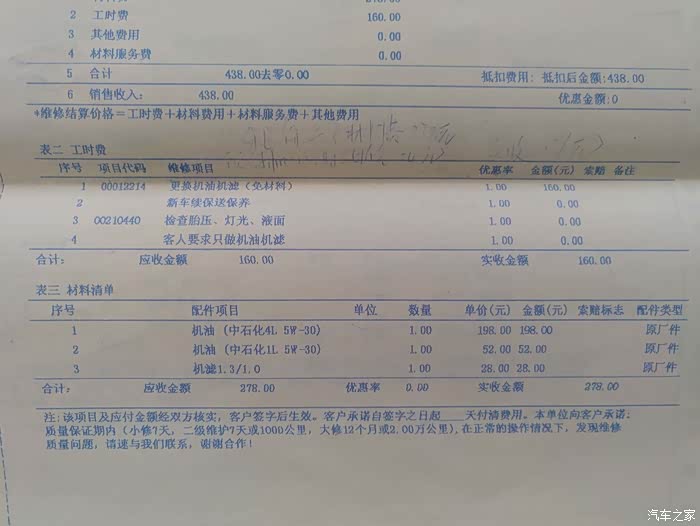 2 工时费 160.00
3 其他费用 0.00
4 材料服务费 0.00
5 合计 438.00去零0.00 抵扣费用: 抵扣后金额:438.00
6 销售收入: 438.00 优惠金额:0
*维修结算价格=工时费+材料费用+材料服务费+其他费用
表二 工时费
序号 项目代码 维修项目 优惠率 金额(元) 索赔 备注
1 00012214 更换机油机滤（免材料） 1.00 160.00
2 新车续保送保养 1.00 0.00
3 00210440 检查胎压、灯光、液面 1.00 0.00
4 客人要求只做机油机滤 1.00 0.00
合计: 应收金额 160.00 实收金额 160.00
表三 材料清单
序号 配件项目 单位 数量 单价(元) 金额(元) 索赔标志 配件类型
1 机油 (中石化4L 5W-30) 1.00 198.00 198.00 原厂件
2 机油 (中石化1L 5W-30) 1.00 52.00 52.00 原厂件
3 机滤1.3/1.0 1.00 28.00 28.00 原厂件
合计: 应收金额 278.00 优惠率 0.00 实收金额 278.00
注:该项目及应付金额经双方核实，客户签字后生效。客户承诺自签字之日起____天付清费用。本单位向客户承诺:
质量保证期内（小修7天，二级维护7天或1000公里，大修12个月或2.00万公里),在正常的操作情况下，发现维修
质量问题，请速与我们联系，谢谢合作!
汽车之家